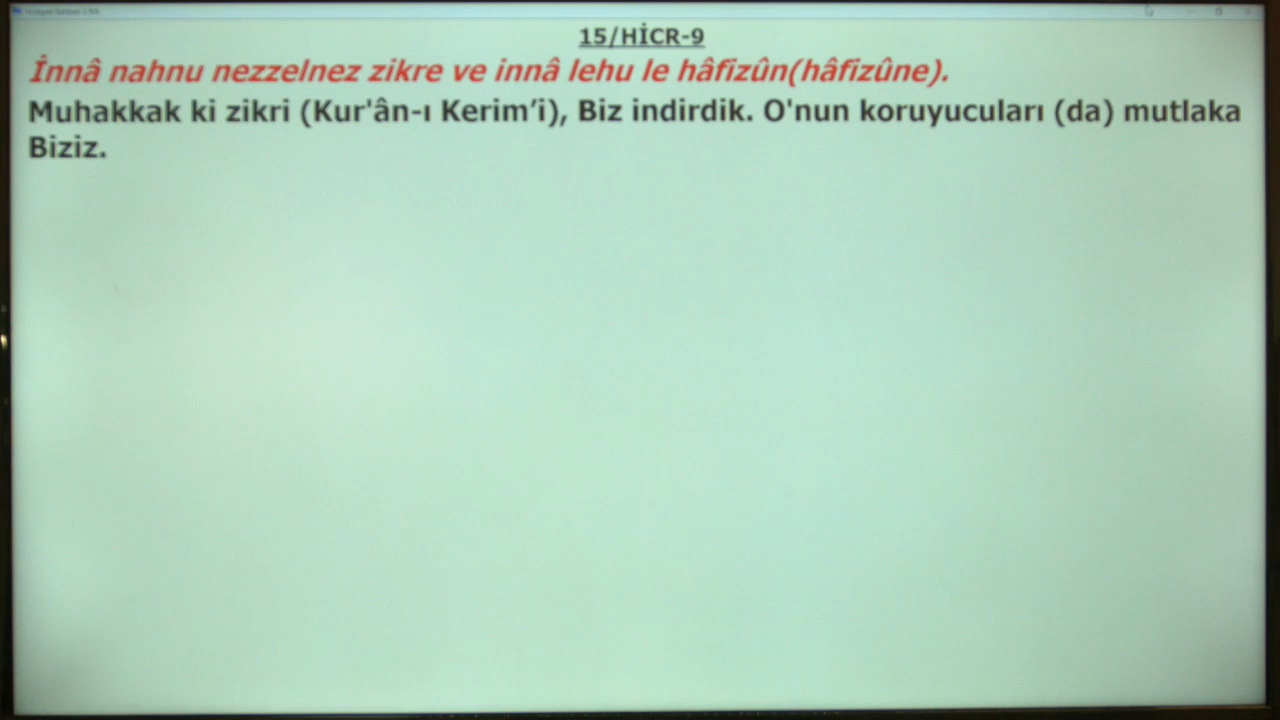 15/HİCR-9
İnnâ nahnu nezzelnez zikre ve innâ lehu le hâfizûn(hâfizûne).
Muhakkak ki zikri (Kur'ân-ı Kerim’i), Biz indirdik. O'nun koruyucuları (da) mutlaka
Biziz.